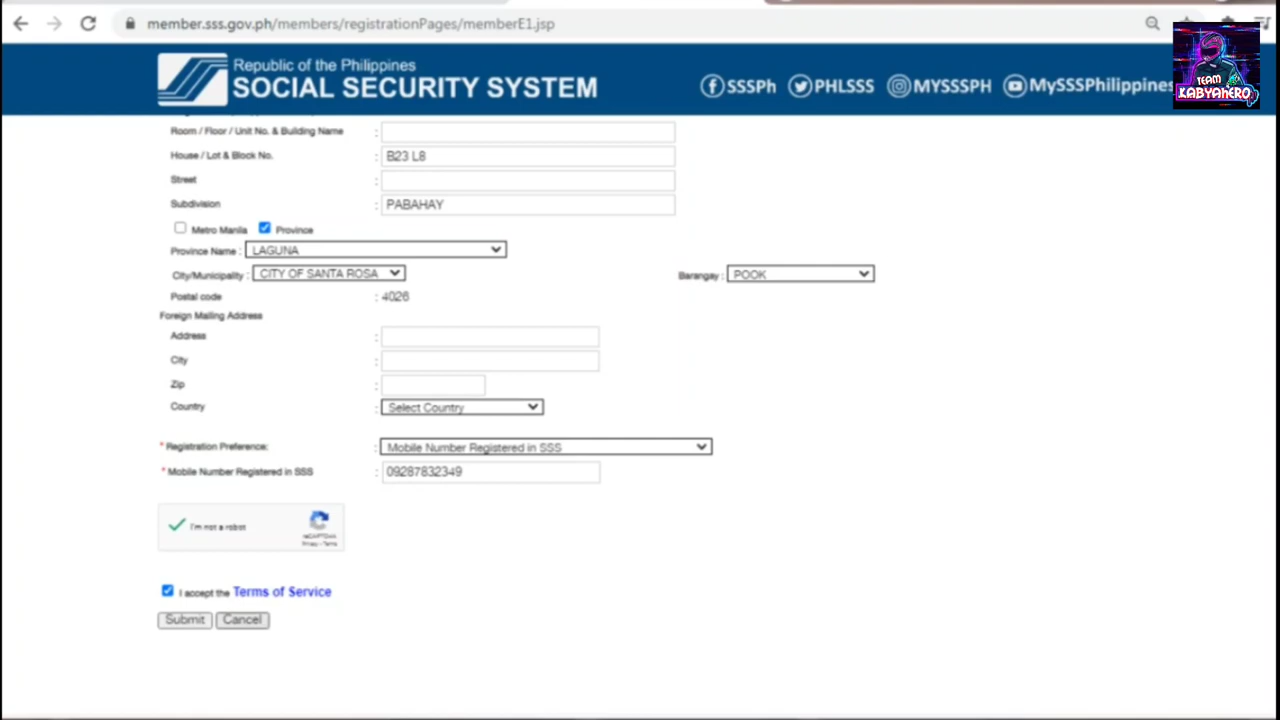 member.sss.gov.ph/members/registrationPages/memberE1.jsp
Republic of the Philippines
SOCIAL SECURITY SYSTEM
SSSPh PHLSSS MYSSSPH MySSSPhilippines
TEAM
KABYAHERO
Room / Floor / Unit No. & Building Name :
House / Lot & Block No. : B23 L8
Street :
Subdivision : PABAHAY
Metro Manila Province
Province Name : LAGUNA
City/Municipality : CITY OF SANTA ROSA Barangay : POOK
Postal code : 4026
Foreign Mailing Address
Address :
City :
Zip :
Country : Select Country
* Registration Preference: : Mobile Number Registered in SSS
* Mobile Number Registered in SSS : 09287832349
I'm not a robot
reCAPTCHA
Privacy - Terms
I accept the Terms of Service
Submit Cancel